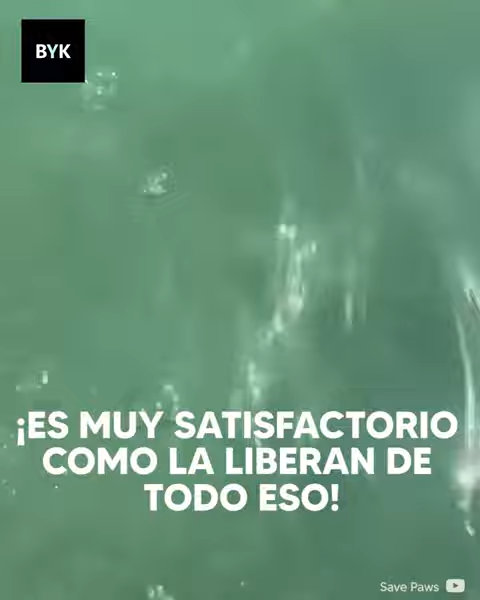 BYK
¡ES MUY SATISFACTORIO
COMO LA LIBERAN DE
TODO ESO!
Save Paws